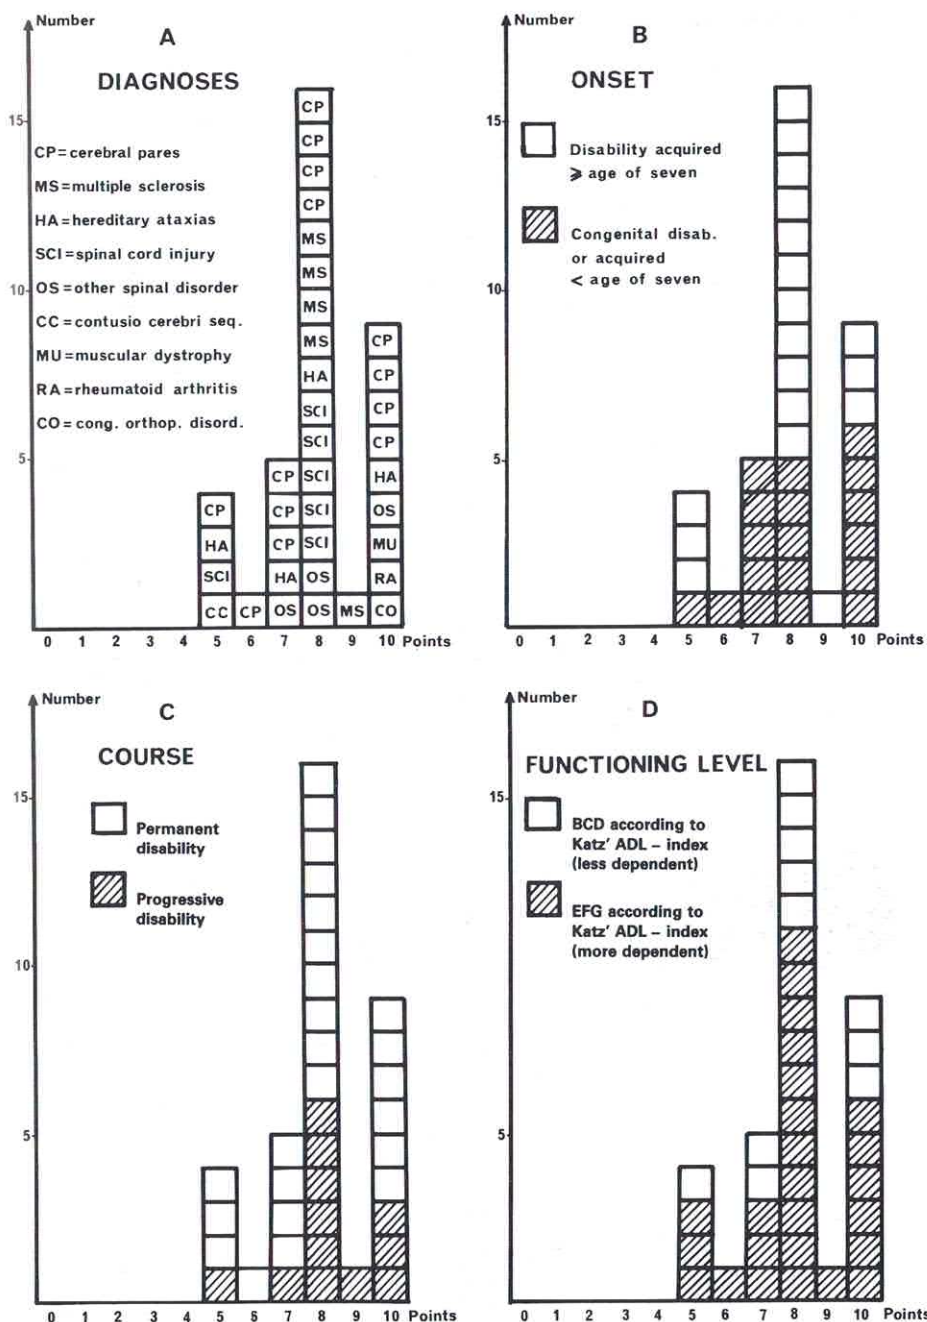 Number
A
DIAGNOSES
15
10
5
CP=cerebral pares
MS=multiple sclerosis
HA=hereditary ataxias
SCI=spinal cord injury
OS=other spinal disorder
CC=contusio cerebri seq.
MU=muscular dystrophy
RA=rheumatoid arthritis
CO=cong. orthop. disord.
CP
CP
CP
CP
MS
MS
MS
MS CP
HA CP
SCI CP
SCI CP
CP SCI HA
CP CP SCI OS
HA CP SCI MU
SCI HA OS RA
CC CP OS OS MS CO
0 1 2 3 4 5 6 7 8 9 10 Points
Number
B
ONSET
15
10
5
Disability acquired
⩾ age of seven
Congenital disab.
or acquired
< age of seven
0 1 2 3 4 5 6 7 8 9 10 Points
Number
C
COURSE
15
10
5
Permanent
disability
Progressive
disability
0 1 2 3 4 5 6 7 8 9 10 Points
Number
D
FUNCTIONING LEVEL
15
10
5
BCD according to
Katz' ADL – index
(less dependent)
EFG according to
Katz' ADL – index
(more dependent)
0 1 2 3 4 5 6 7 8 9 10 Points